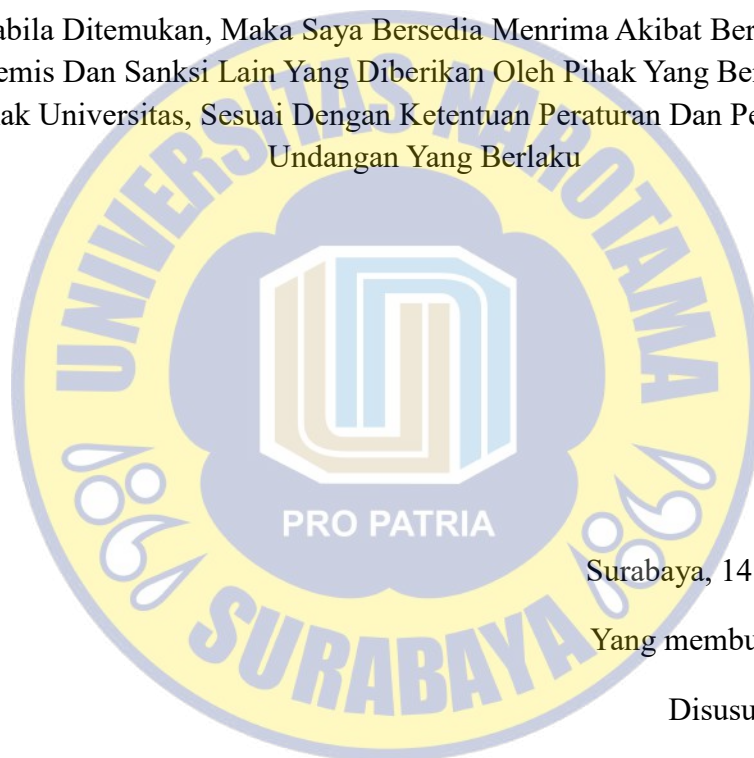 abila Ditemukan, Maka Saya Bersedia Menrima Akibat Ber
emis Dan Sanksi Lain Yang Diberikan Oleh Pihak Yang Ber
ak Universitas, Sesuai Dengan Ketentuan Peraturan Dan Pe
Undangan Yang Berlaku
UNIVERSITAS NAROTAMA
PRO PATRIA
Surabaya, 14
Yang membu
Disusu
1981
SURABAYA